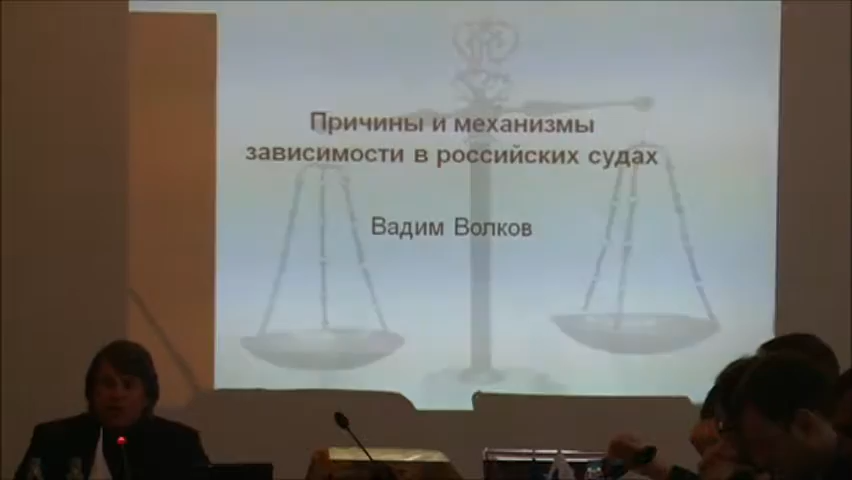 Причины и механизмы
зависимости в российских судах
Вадим Волков